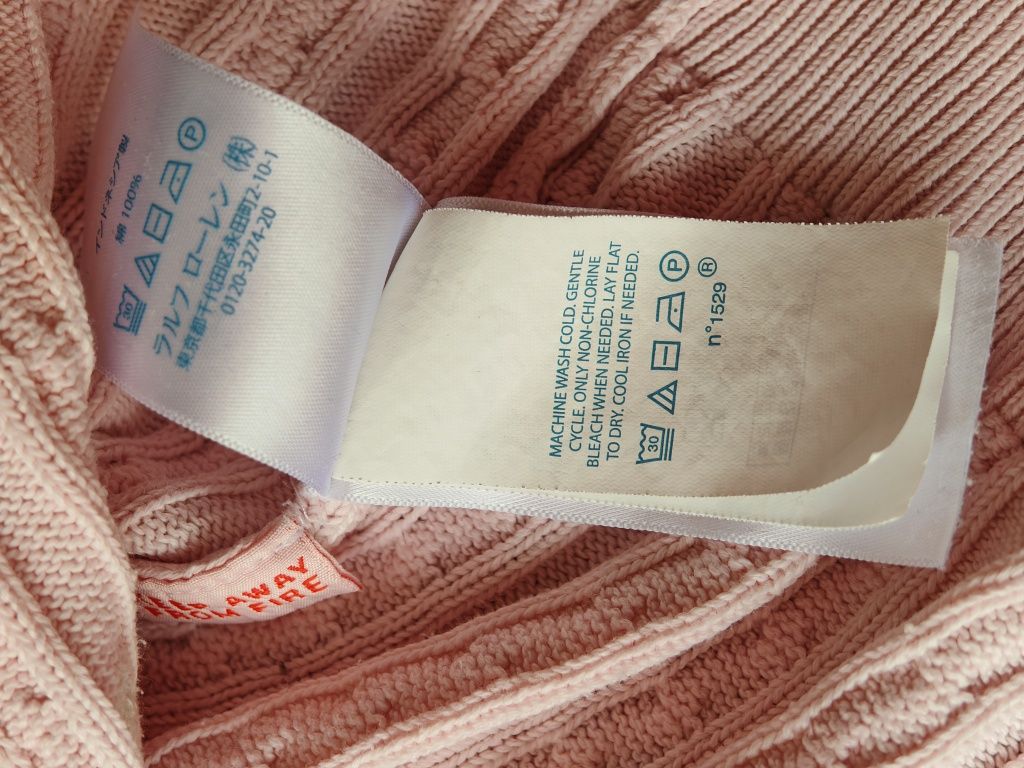 インドネシア製
綿 100%
30 P
ラルフ ローレン (株)
東京都千代田区永田町2-10-1
0120-3274-20
MACHINE WASH COLD. GENTLE
CYCLE. ONLY NON-CHLORINE
BLEACH WHEN NEEDED. LAY FLAT
TO DRY. COOL IRON IF NEEDED.
30 P
n°1529 ®
AWAY
FIRE